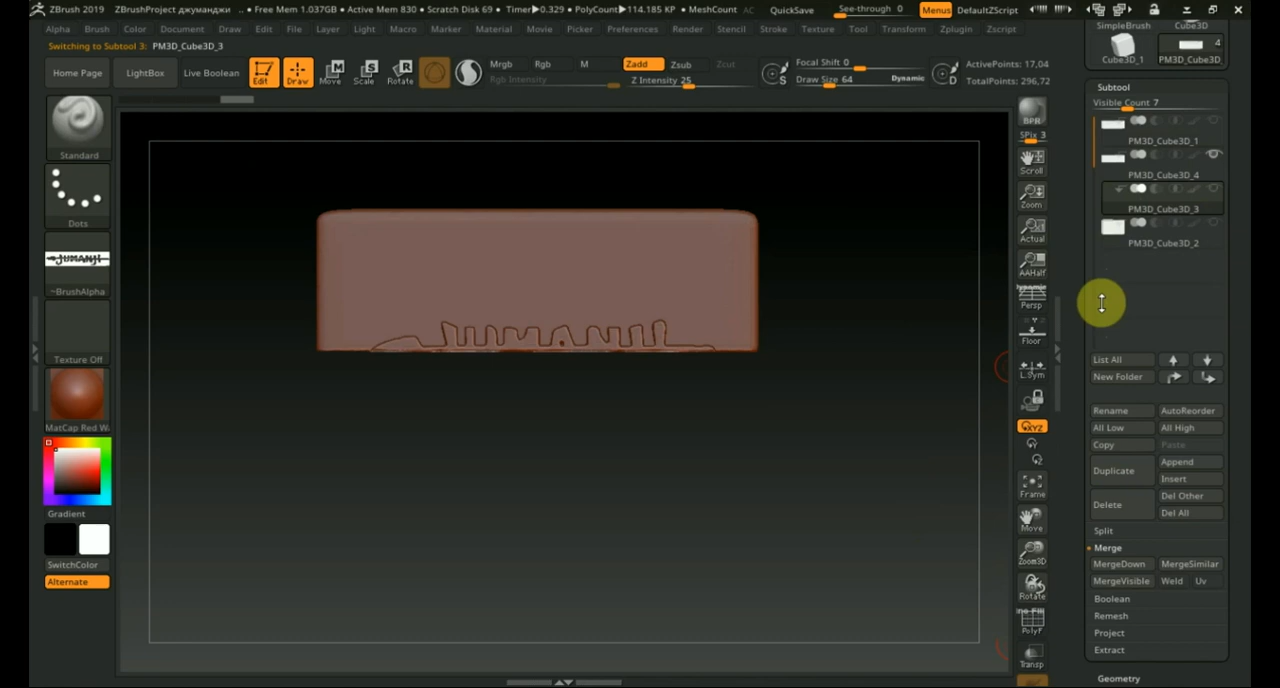 ZBrush 2019 ZBrushProject джуманджи .. • Free Mem 1.037GB • Active Mem 830 • Scratch Disk 69 • Timer▶0.329 • PolyCount▶114.185 KP • MeshCount AC QuickSave See-through 0 Menus DefaultZScript
Alpha Brush Color Document Draw Edit File Layer Light Macro Marker Material Movie Picker Preferences Render Stencil Stroke Texture Tool Transform Zplugin Zscript
Switching to Subtool 3: PM3D_Cube3D_3
Home Page LightBox Live Boolean Edit Draw Move Scale Rotate
Mrgb Rgb M Zadd Zsub Zcut
Rgb Intensity Z Intensity 25
Focal Shift 0
Draw Size 64 Dynamic
S D
ActivePoints: 17,04
TotalPoints: 296,72
SimpleBrush Cube3D
4
Cube3D_1 PM3D_Cube3D_
Subtool
Visible Count 7
PM3D_Cube3D_1
PM3D_Cube3D_4
PM3D_Cube3D_3
PM3D_Cube3D_2
List All
New Folder
Rename AutoReorder
All Low All High
Copy Paste
Duplicate Append
Insert
Delete Del Other
Del All
Split
Merge
MergeDown MergeSimilar
MergeVisible Weld Uv
Boolean
Remesh
Project
Extract
Geometry
Standard
Dots
JUMANJI
~BrushAlpha
Texture Off
MatCap Red W
Gradient
SwitchColor
Alternate
JUMANJI
BPR
SPix 3
Scroll
Zoom
Actual
AAHalf
Dynamic
Persp
Floor
L.Sym
XYZ
Frame
Move
Zoom3D
Rotate
PolyF
Transp